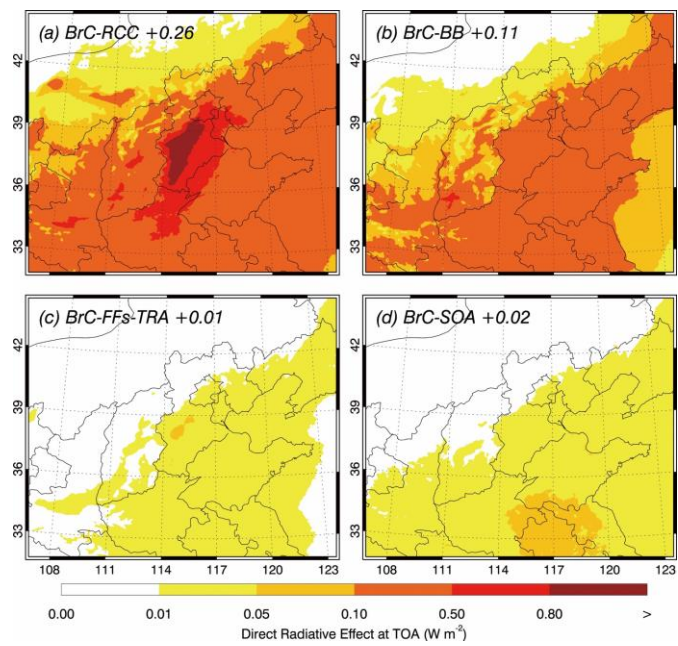 (a) BrC-RCC +0.26
(b) BrC-BB +0.11
42
39
36
33
42
39
36
33
(c) BrC-FFs-TRA +0.01
(d) BrC-SOA +0.02
42
39
36
33
42
39
36
33
108 111 114 117 120 123
108 111 114 117 120 123
0.00 0.01 0.05 0.10 0.50 0.80 >
Direct Radiative Effect at TOA (W m⁻²)